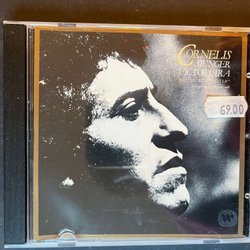 CORNELIS
SJUNGER
VICTOR JARA
69.00